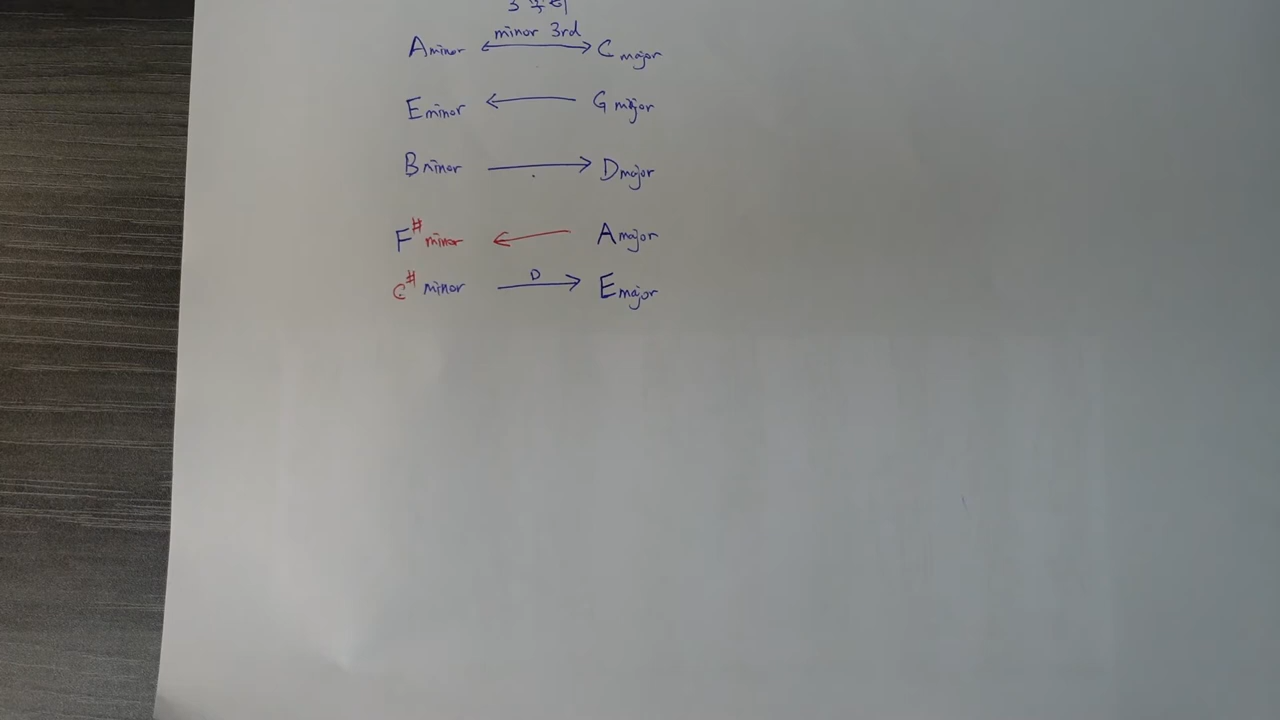 minor 3rd
A minor ⟷ C major
E minor ⟵ G major
B minor ⟶ D major
F# minor ⟵ A major
C# minor ⟶ E major
D